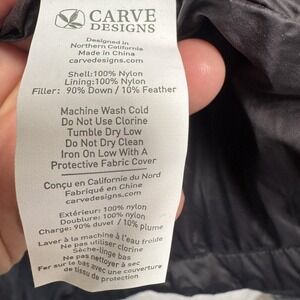 CARVE
DESIGNS
Designed in
Northern California
Made in China
carvedesigns.com
Shell:100% Nylon
Lining:100% Nylon
Filler: 90% Down / 10% Feather
Machine Wash Cold
Do Not Use Clorine
Tumble Dry Low
Do Not Dry Clean
Iron On Low With A
Protective Fabric Cover
Conçu en Californie du Nord
Fabriqué en Chine
carvedesigns.com
Extérieur: 100% nylon
Doublure: 100% nylon
Charge: 90% duvet / 10% plume
Laver à la machine à l'eau froide
Ne pas utiliser clorine
Sèche-linge bas
Ne pas nettoyer à sec
Fer sur le bas avec une couverture
de tissu de protection